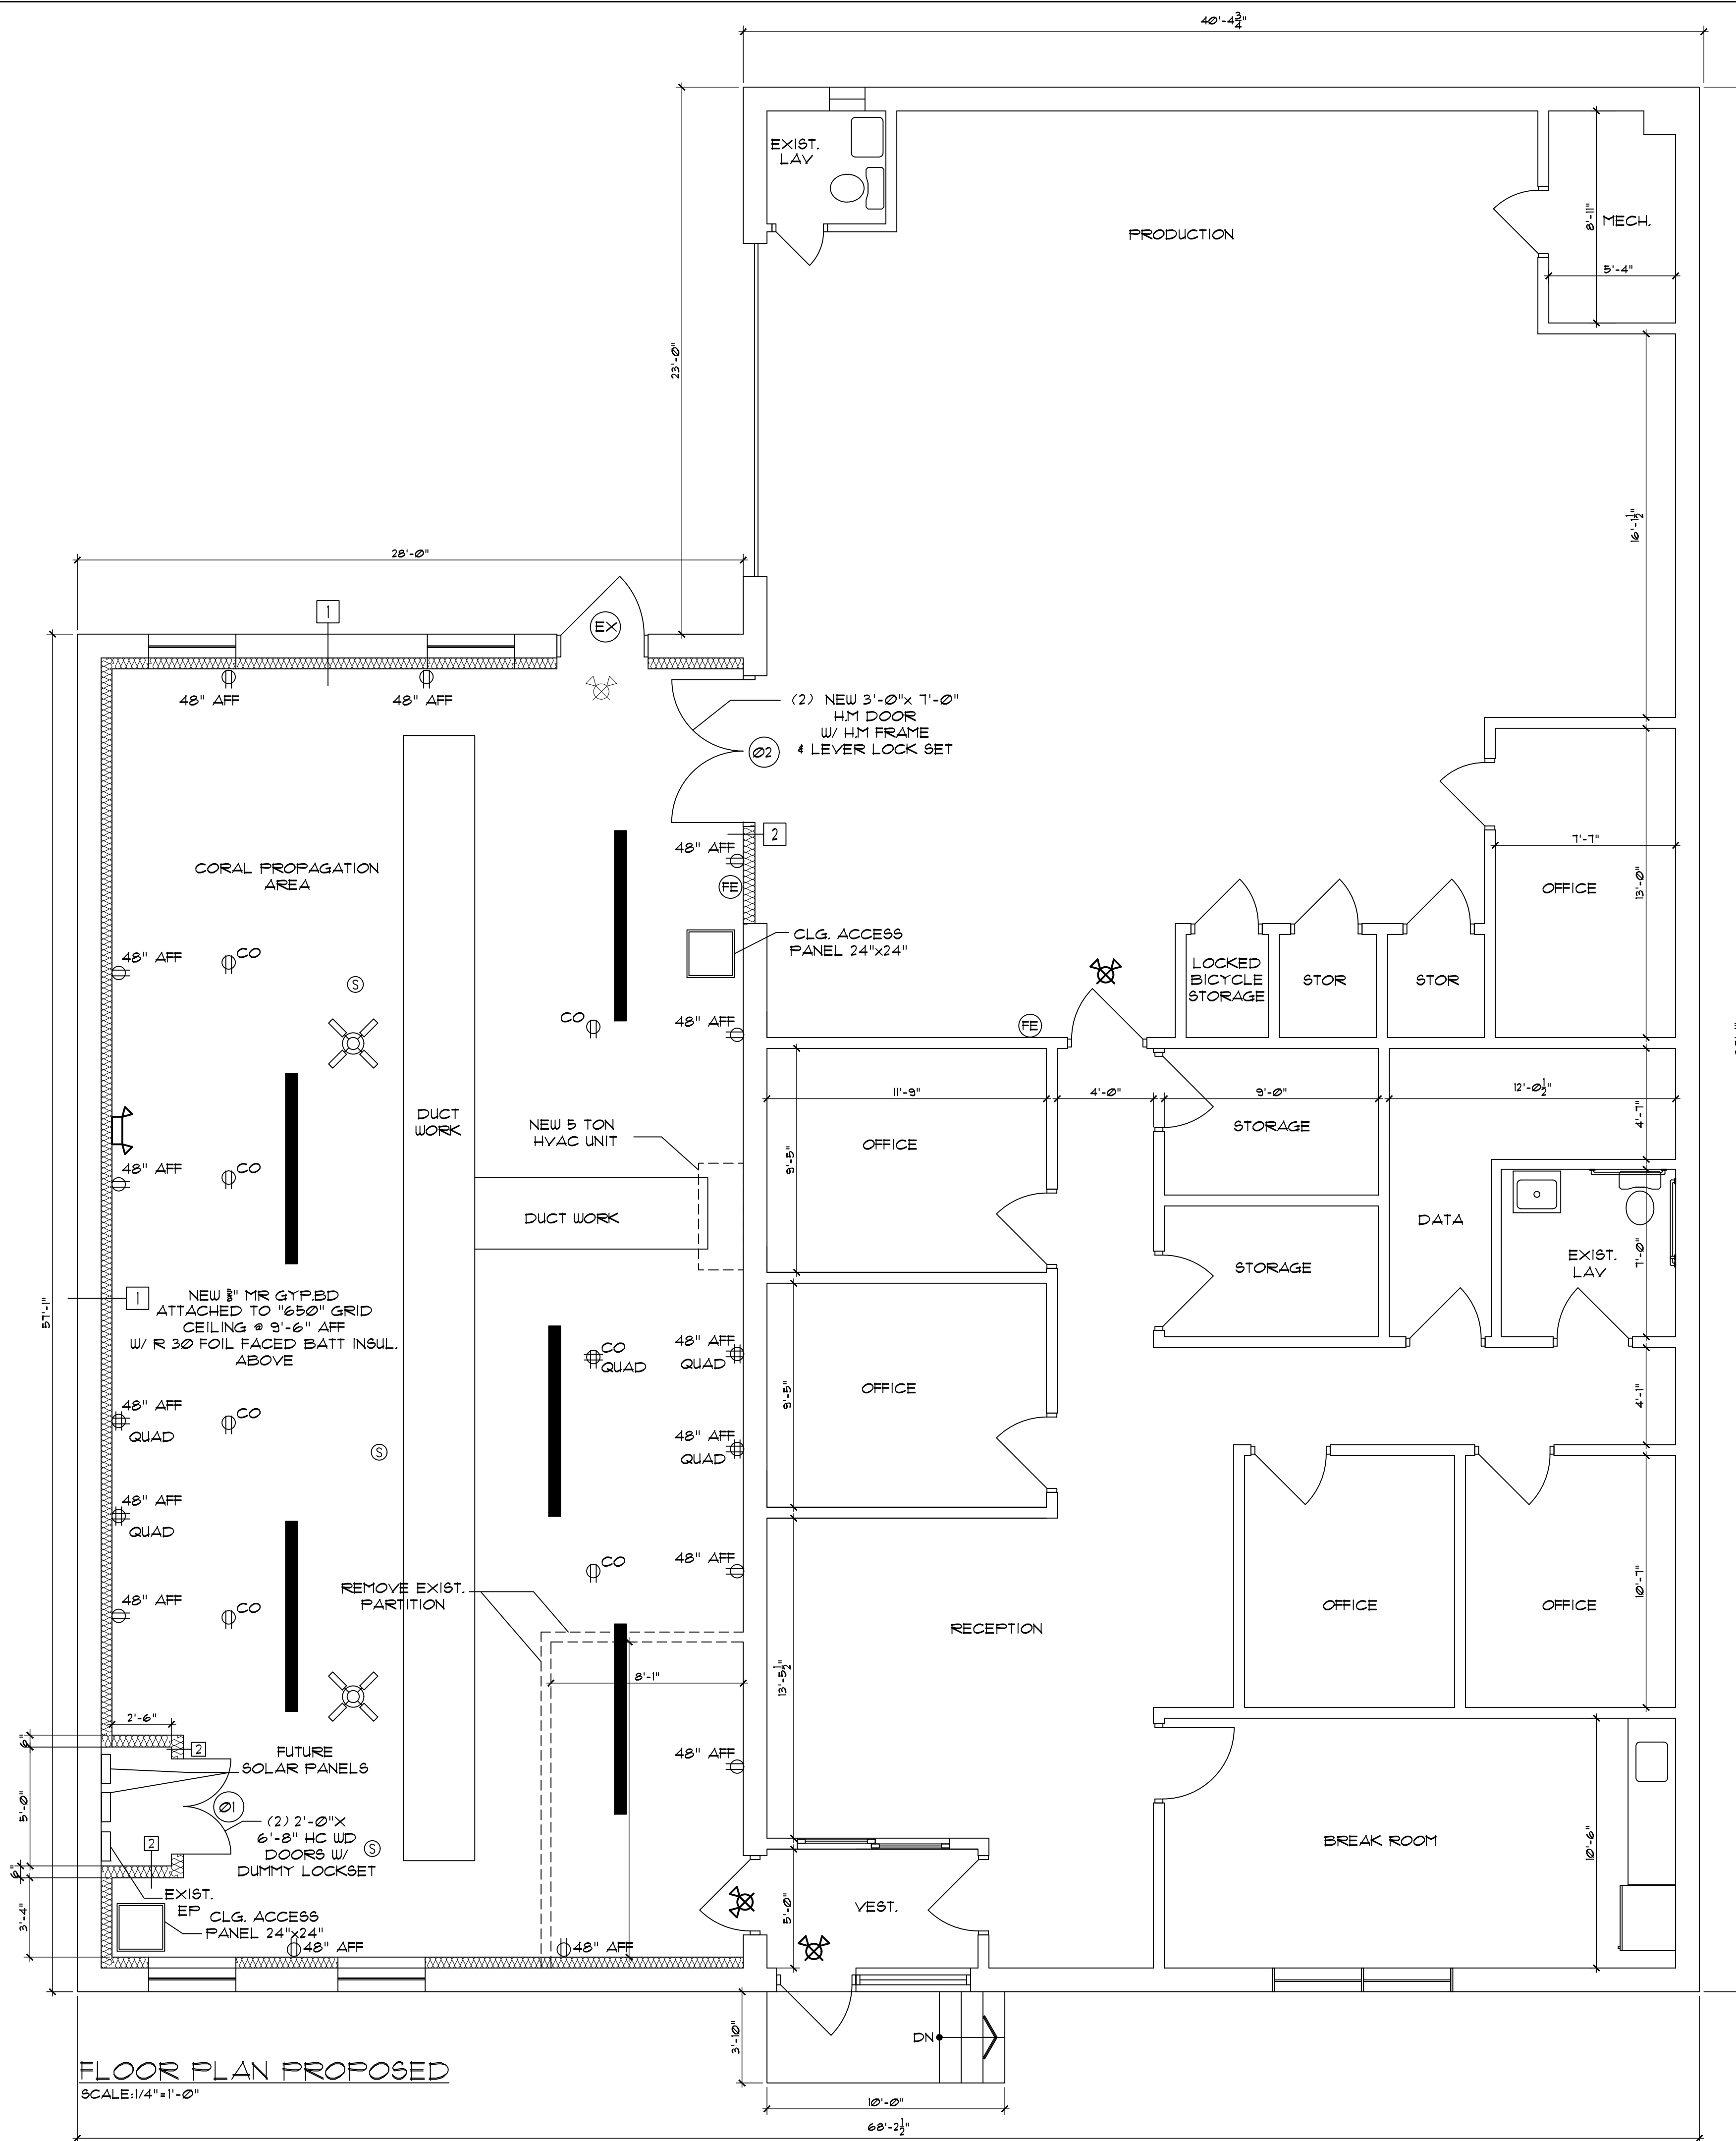 40'-4 3/4"
EXIST.
LAV
PRODUCTION
8'-11"
MECH.
5'-4"
23'-0"
16'-1 1/2"
28'-0"
1
EX
48" AFF
48" AFF
(2) NEW 3'-0"x 7'-0"
H.M DOOR
W/ H.M FRAME
& LEVER LOCK SET
02
2
48" AFF
FE
7'-7"
13'-0"
OFFICE
CORAL PROPAGATION
AREA
CLG. ACCESS
PANEL 24"x24"
48" AFF
CO
S
LOCKED
BICYCLE
STORAGE
STOR
STOR
CO
48" AFF
FE
11'-9"
4'-0"
9'-0"
12'-0 1/2"
4'-7"
DUCT
WORK
NEW 5 TON
HVAC UNIT
9'-5"
OFFICE
STORAGE
48" AFF
CO
DUCT WORK
DATA
EXIST.
LAV
7'-0"
STORAGE
57'-1"
1
NEW 5/8" MR GYP.BD
ATTACHED TO "650" GRID
CEILING @ 9'-6" AFF
W/ R 30 FOIL FACED BATT INSUL.
ABOVE
CO
QUAD
48" AFF
QUAD
9'-5"
OFFICE
4'-1"
48" AFF
QUAD
CO
S
48" AFF
QUAD
48" AFF
QUAD
CO
48" AFF
48" AFF
CO
REMOVE EXIST.
PARTITION
RECEPTION
OFFICE
OFFICE
10'-7"
8'-1"
13'-5 1/2"
2'-6"
6"
2
FUTURE
SOLAR PANELS
48" AFF
5'-0"
01
(2) 2'-0"X
6'-8" HC WD
DOORS W/
DUMMY LOCKSET
S
2
BREAK ROOM
10'-6"
6"
EXIST.
EP
3'-4"
CLG. ACCESS
PANEL 24"x24"
48" AFF
48" AFF
5'-0"
VEST.
3'-10"
DN
FLOOR PLAN PROPOSED
SCALE:1/4"=1'-0"
10'-0"
68'-2 1/2"